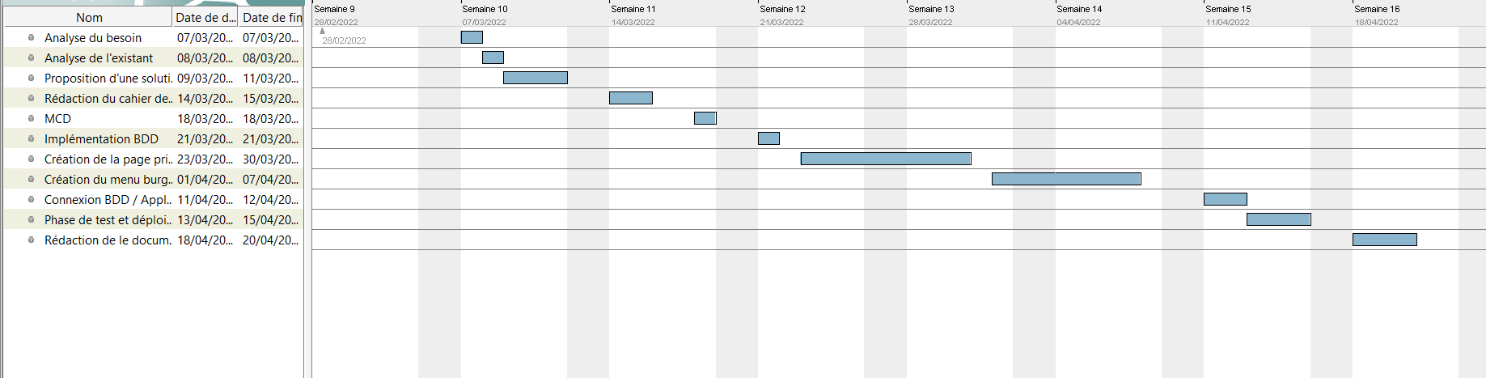 Nom Date de d... Date de fin
Semaine 9 Semaine 10 Semaine 11 Semaine 12 Semaine 13 Semaine 14 Semaine 15 Semaine 16
28/02/2022 07/03/2022 14/03/2022 21/03/2022 28/03/2022 04/04/2022 11/04/2022 18/04/2022
28/02/2022
Analyse du besoin 07/03/20... 07/03/20...
Analyse de l'existant 08/03/20... 08/03/20...
Proposition d'une soluti. 09/03/20... 11/03/20...
Rédaction du cahier de.. 14/03/20... 15/03/20...
MCD 18/03/20... 18/03/20...
Implémentation BDD 21/03/20... 21/03/20...
Création de la page pri... 23/03/20... 30/03/20...
Création du menu burg... 01/04/20... 07/04/20...
Connexion BDD / Appl... 11/04/20... 12/04/20...
Phase de test et déploi... 13/04/20... 15/04/20...
Rédaction de le docum. 18/04/20... 20/04/20...